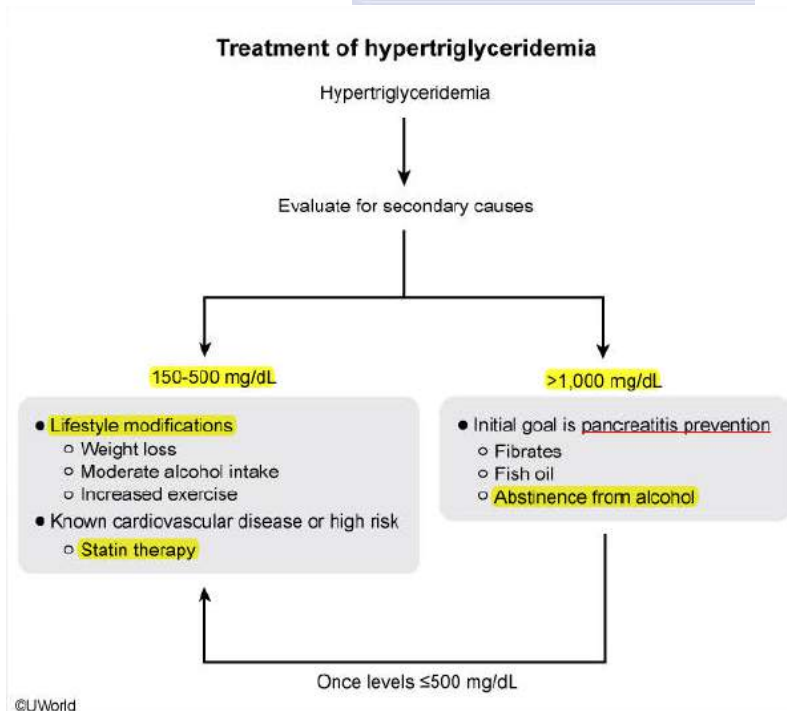 Treatment of hypertriglyceridemia
Hypertriglyceridemia
Evaluate for secondary causes
150-500 mg/dL
● Lifestyle modifications
○ Weight loss
○ Moderate alcohol intake
○ Increased exercise
● Known cardiovascular disease or high risk
○ Statin therapy
>1,000 mg/dL
● Initial goal is pancreatitis prevention
○ Fibrates
○ Fish oil
○ Abstinence from alcohol
Once levels ≤500 mg/dL
©UWorld